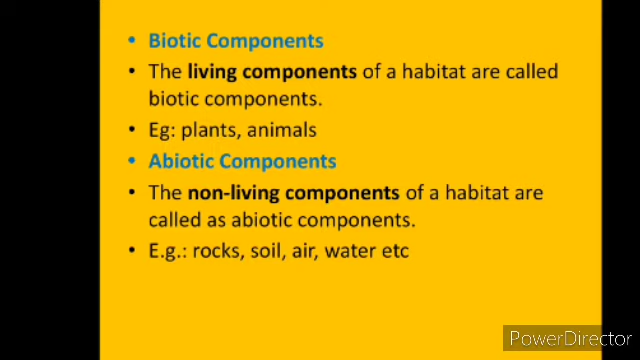 • Biotic Components
• The living components of a habitat are called
biotic components.
• Eg: plants, animals
• Abiotic Components
• The non-living components of a habitat are
called as abiotic components.
• E.g.: rocks, soil, air, water etc
PowerDirector